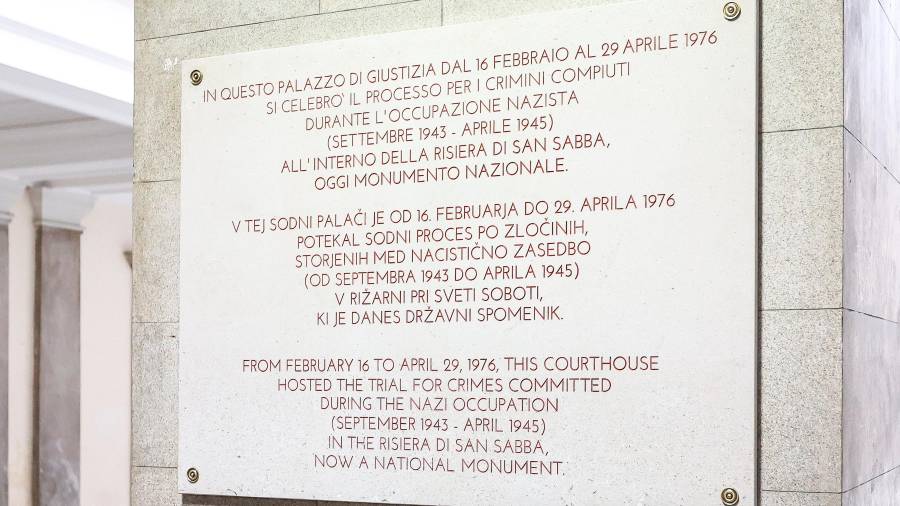 IN QUESTO PALAZZO DI GIUSTIZIA DAL 16 FEBBRAIO AL 29 APRILE 1976
SI CELEBRO' IL PROCESSO PER I CRIMINI COMPIUTI
DURANTE L'OCCUPAZIONE NAZISTA
(SETTEMBRE 1943 - APRILE 1945)
ALL'INTERNO DELLA RISIERA DI SAN SABBA,
OGGI MONUMENTO NAZIONALE.
V TEJ SODNI PALAČI JE OD 16. FEBRUARJA DO 29. APRILA 1976
POTEKAL SODNI PROCES PO ZLOČINIH,
STORJENIH MED NACISTIČNO ZASEDBO
(OD SEPTEMBRA 1943 DO APRILA 1945)
V RIŽARNI PRI SVETI SOBOTI,
KI JE DANES DRŽAVNI SPOMENIK.
FROM FEBRUARY 16 TO APRIL 29, 1976, THIS COURTHOUSE
HOSTED THE TRIAL FOR CRIMES COMMITTED
DURING THE NAZI OCCUPATION
(SEPTEMBER 1943 - APRIL 1945)
IN THE RISIERA DI SAN SABBA,
NOW A NATIONAL MONUMENT.